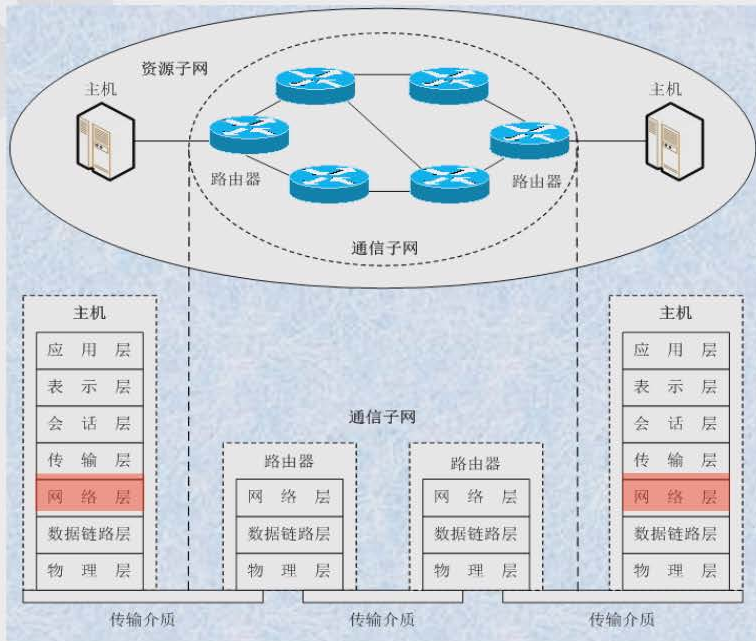 资源子网
主机
主机
路由器
路由器
通信子网
主机
主机
应用层
应用层
表示层
表示层
会话层
会话层
通信子网
传输层
传输层
路由器
路由器
网络层
网络层
网络层
网络层
数据链路层
数据链路层
数据链路层
数据链路层
物理层
物理层
物理层
物理层
传输介质
传输介质
传输介质